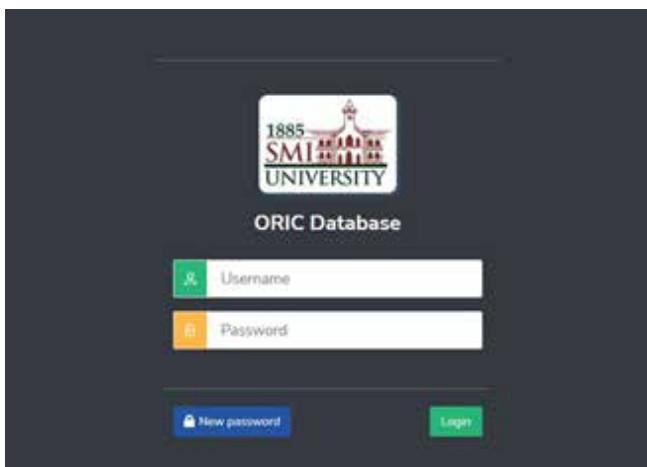 1885
SMI
UNIVERSITY
ORIC Database
Username
Password
New password
Login